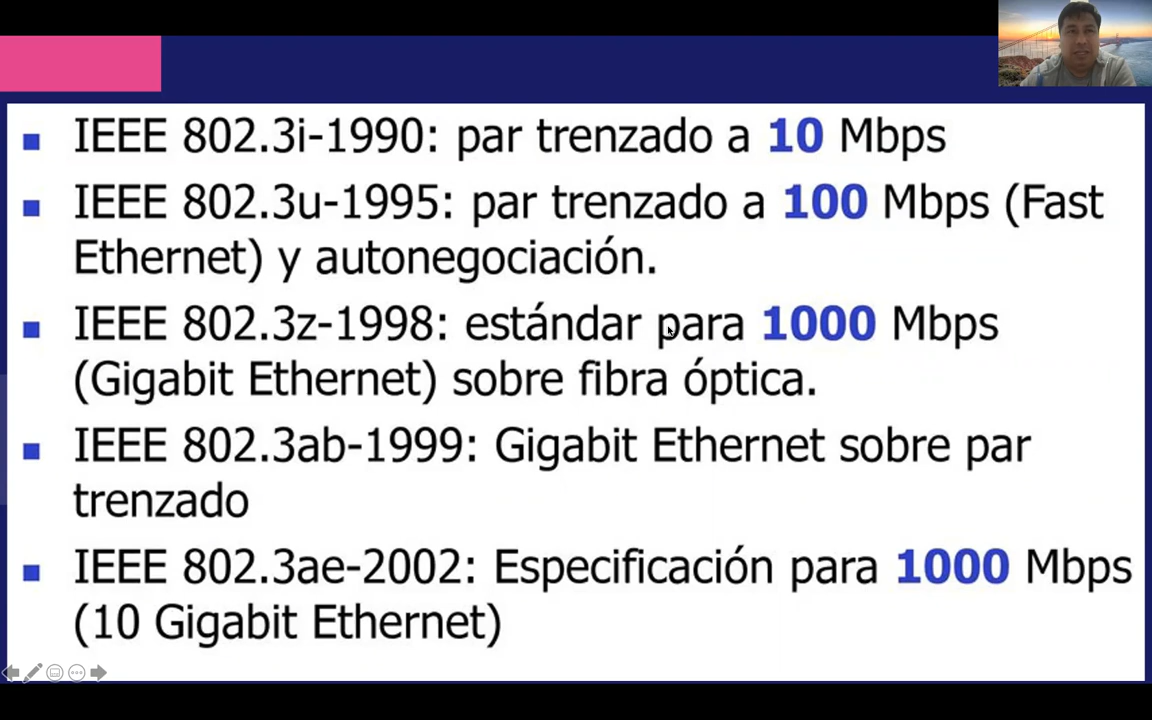 IEEE 802.3i-1990: par trenzado a 10 Mbps
IEEE 802.3u-1995: par trenzado a 100 Mbps (Fast
Ethernet) y autonegociación.
IEEE 802.3z-1998: estándar para 1000 Mbps
(Gigabit Ethernet) sobre fibra óptica.
IEEE 802.3ab-1999: Gigabit Ethernet sobre par
trenzado
IEEE 802.3ae-2002: Especificación para 1000 Mbps
(10 Gigabit Ethernet)